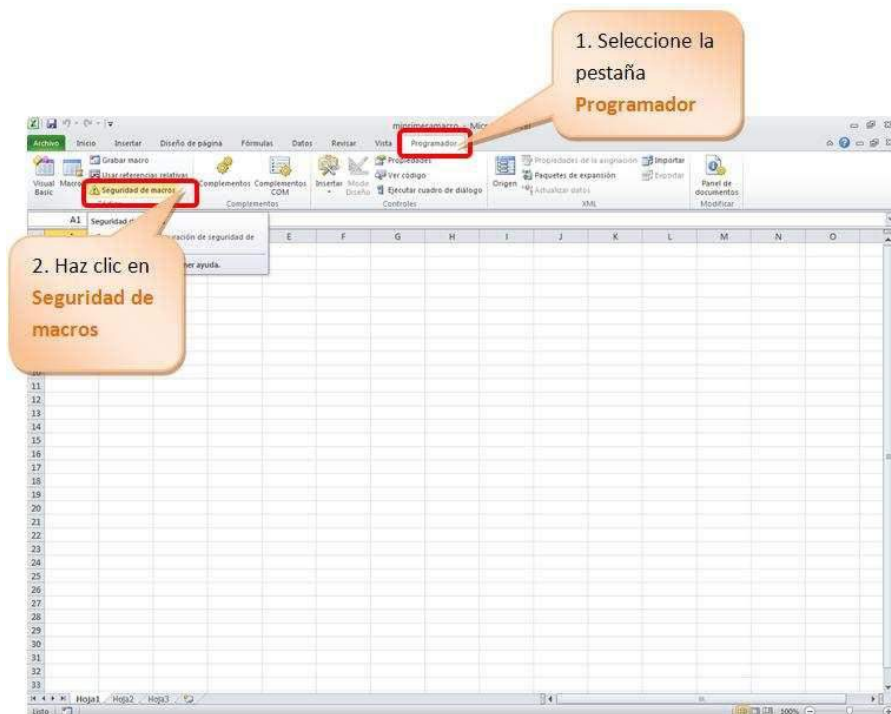 1. Seleccione la
pestaña
Programador
Archivo Inicio Insertar Diseño de página Fórmulas Datos Revisar Vista Programador
Visual Basic
Grabar macro
Usar referencias relativas
Seguridad de macros
Complementos
Complementos COM
Complementos
Insertar
Modo Diseño
Propiedades
Ver código
Ejecutar cuadro de diálogo
Controles
Origen
Propiedades de la asignación
Paquetes de expansión
Actualizar datos
Importar
Exportar
XML
Panel de documentos
Modificar
A1
E F G H I J K L M N O
2. Haz clic en
Seguridad de
macros
10
11
12
13
14
15
16
17
18
19
20
21
22
23
24
25
26
27
28
29
30
31
32
33
Hoja1 Hoja2 Hoja3
Listo 100%